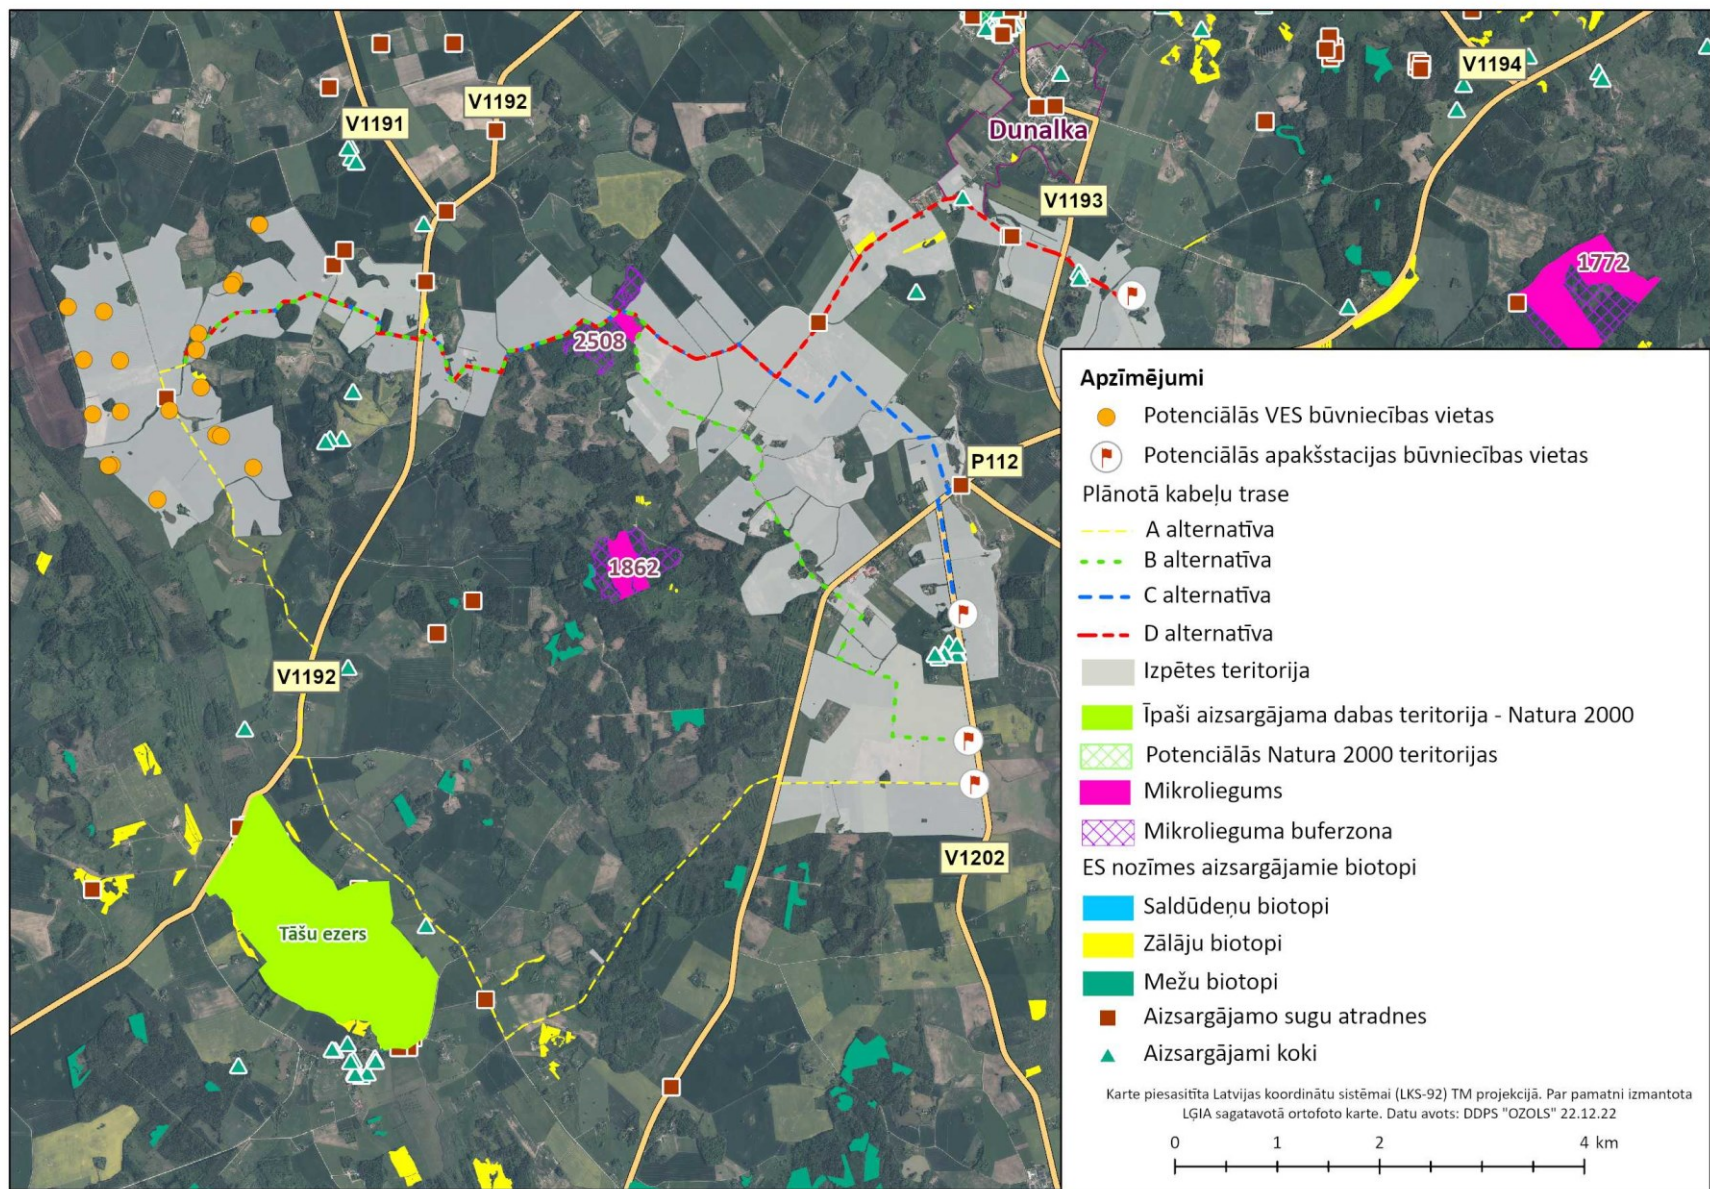 V1194
V1192
V1191
Dunalka
V1193
1772
2508
P112
1862
V1192
V1202
Tāšu ezers
Apzīmējumi
Potenciālās VES būvniecības vietas
Potenciālās apakšstacijas būvniecības vietas
Plānotā kabeļu trase
A alternatīva
B alternatīva
C alternatīva
D alternatīva
Izpētes teritorija
Īpaši aizsargājama dabas teritorija - Natura 2000
Potenciālās Natura 2000 teritorijas
Mikroliegums
Mikrolieguma buferzona
ES nozīmes aizsargājamie biotopi
Saldūdeņu biotopi
Zālāju biotopi
Mežu biotopi
Aizsargājamo sugu atradnes
Aizsargājami koki
Karte piesasitīta Latvijas koordinātu sistēmai (LKS-92) TM projekcijā. Par pamatni izmantota
LĢIA sagatavotā ortofoto karte. Datu avots: DDPS "OZOLS" 22.12.22
0 1 2 4 km